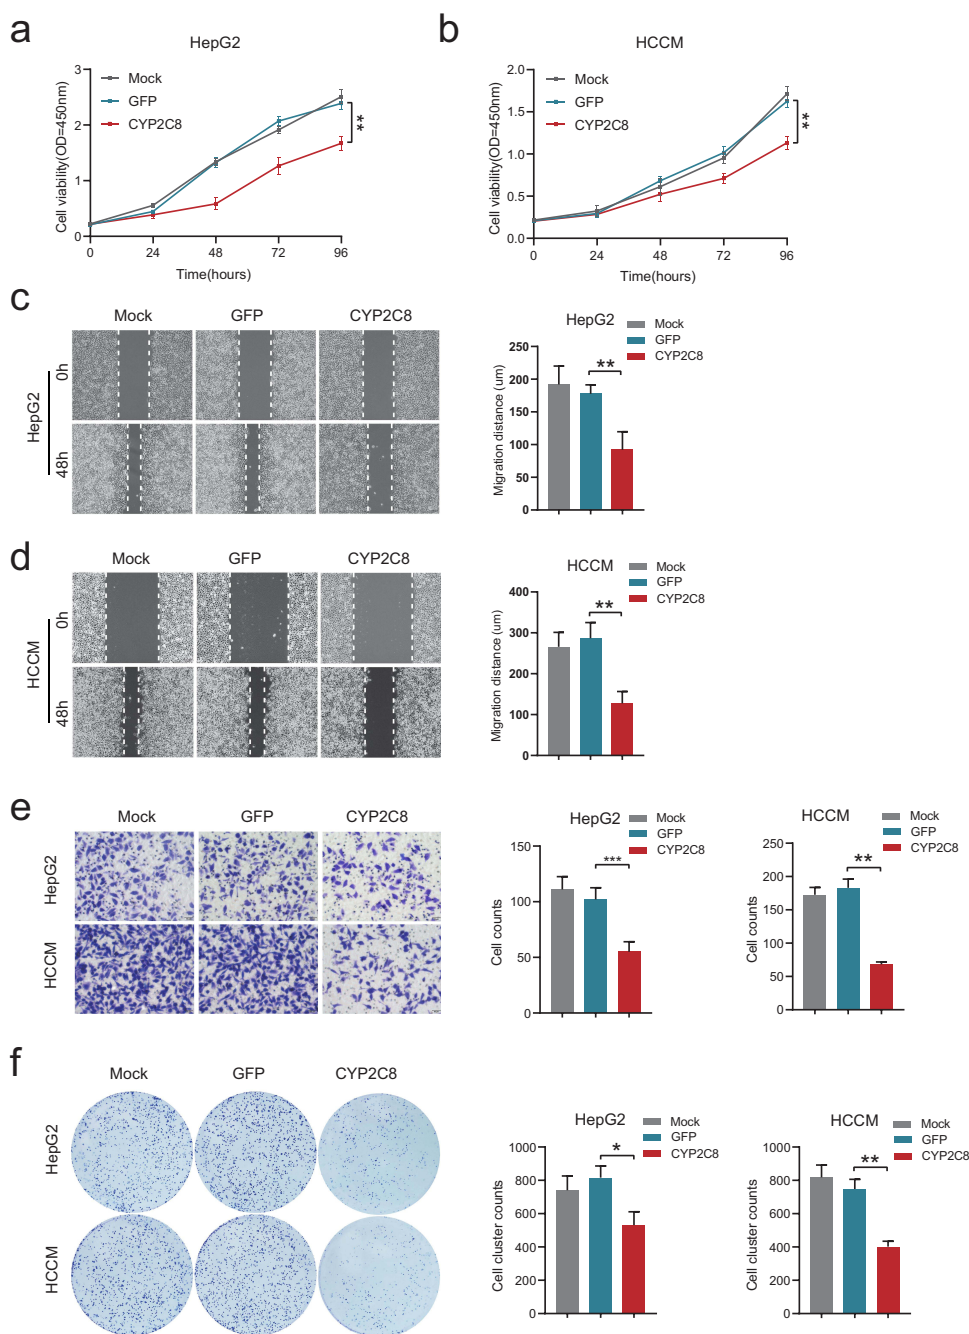 a
HepG2
Mock
GFP
CYP2C8
Cell viability(OD=450nm)
3
2
1
0
0 24 48 72 96
Time(hours)
**
b
HCCM
Mock
GFP
CYP2C8
Cell viability(OD=450nm)
2.0
1.5
1.0
0.5
0.0
0 24 48 72 96
Time(hours)
**
c
Mock GFP CYP2C8
HepG2
0h
48h
HepG2
Mock
GFP
CYP2C8
Migration distance (um)
250
200
150
100
50
0
**
d
Mock GFP CYP2C8
HCCM
0h
48h
HCCM
Mock
GFP
CYP2C8
Migration distance (um)
400
300
200
100
0
**
e
Mock GFP CYP2C8
HepG2
HCCM
HepG2
Mock
GFP
CYP2C8
Cell counts
150
100
50
0
***
HCCM
Mock
GFP
CYP2C8
Cell counts
250
200
150
100
50
0
**
f
Mock GFP CYP2C8
HepG2
HCCM
HepG2
Mock
GFP
CYP2C8
Cell cluster counts
1000
800
600
400
200
0
*
HCCM
Mock
GFP
CYP2C8
Cell cluster counts
1000
800
600
400
200
0
**